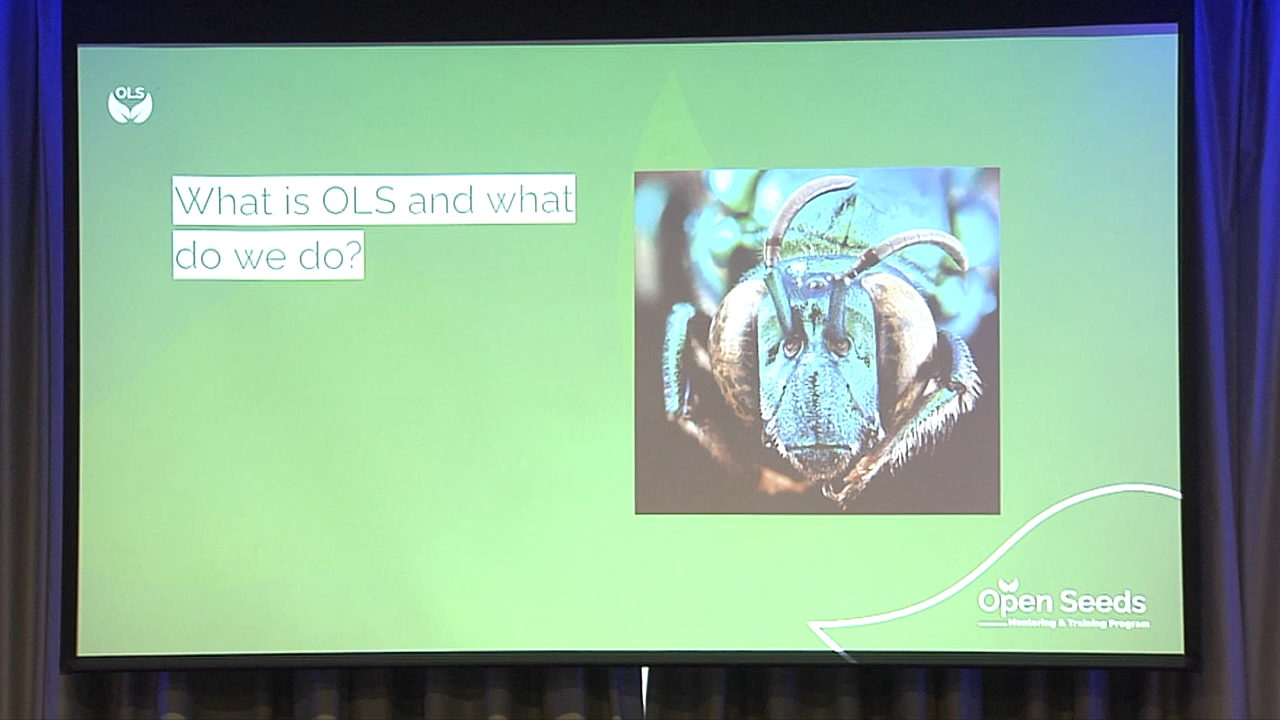 OLS
What is OLS and what
do we do?
Open Seeds
Mentoring & Training Program